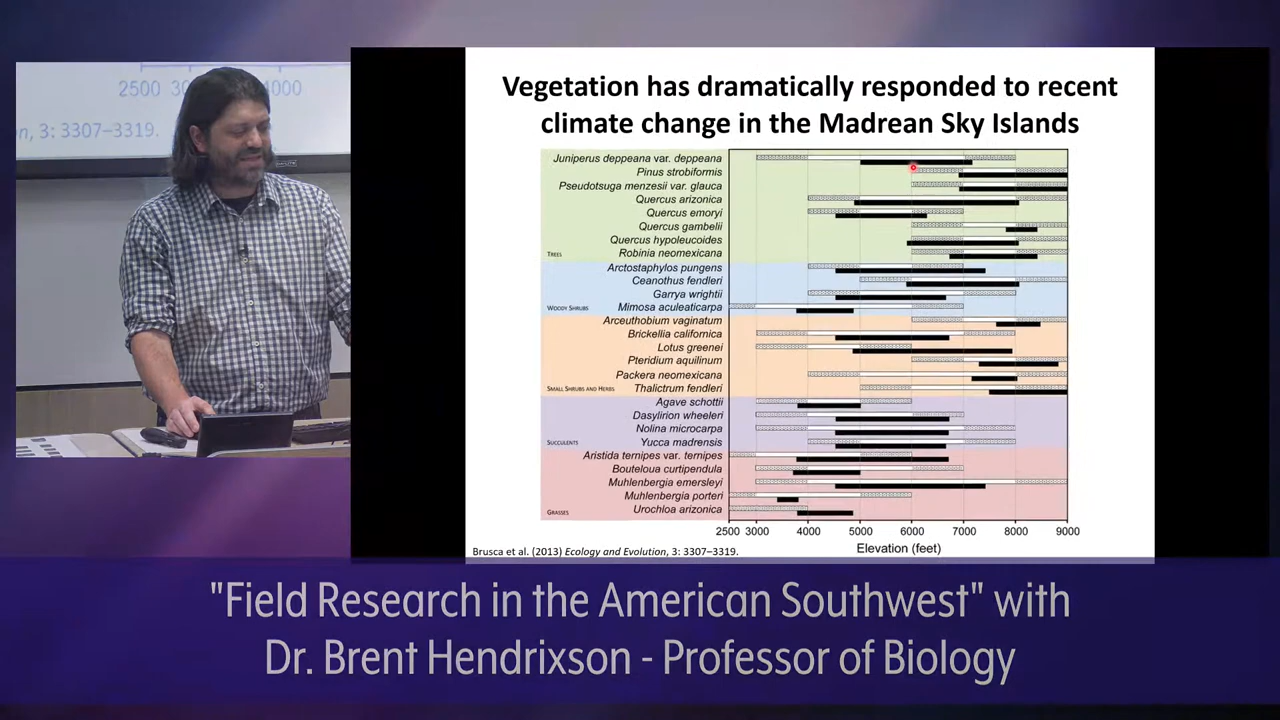 2500
4000
n, 3: 3307–3319.
Vegetation has dramatically responded to recent
climate change in the Madrean Sky Islands
Juniperus deppeana var. deppeana
Pinus strobiformis
Pseudotsuga menzesii var. glauca
Quercus arizonica
Quercus emoryi
Quercus gambelii
Quercus hypoleucoides
TREES Robinia neomexicana
Arctostaphylos pungens
Ceanothus fendleri
Garrya wrightii
WOODY SHRUBS Mimosa aculeaticarpa
Arceuthobium vaginatum
Brickellia californica
Lotus greenei
Pteridium aquilinum
Packera neomexicana
SMALL SHRUBS AND HERBS Thalictrum fendleri
Agave schottii
Dasylirion wheeleri
Nolina microcarpa
SUCCULENTS Yucca madrensis
Aristida ternipes var. ternipes
Bouteloua curtipendula
Muhlenbergia emersleyi
Muhlenbergia porteri
GRASSES Urochloa arizonica
2500 3000 4000 5000 6000 7000 8000 9000
Elevation (feet)
Brusca et al. (2013) Ecology and Evolution, 3: 3307–3319.
"Field Research in the American Southwest" with
Dr. Brent Hendrixson - Professor of Biology